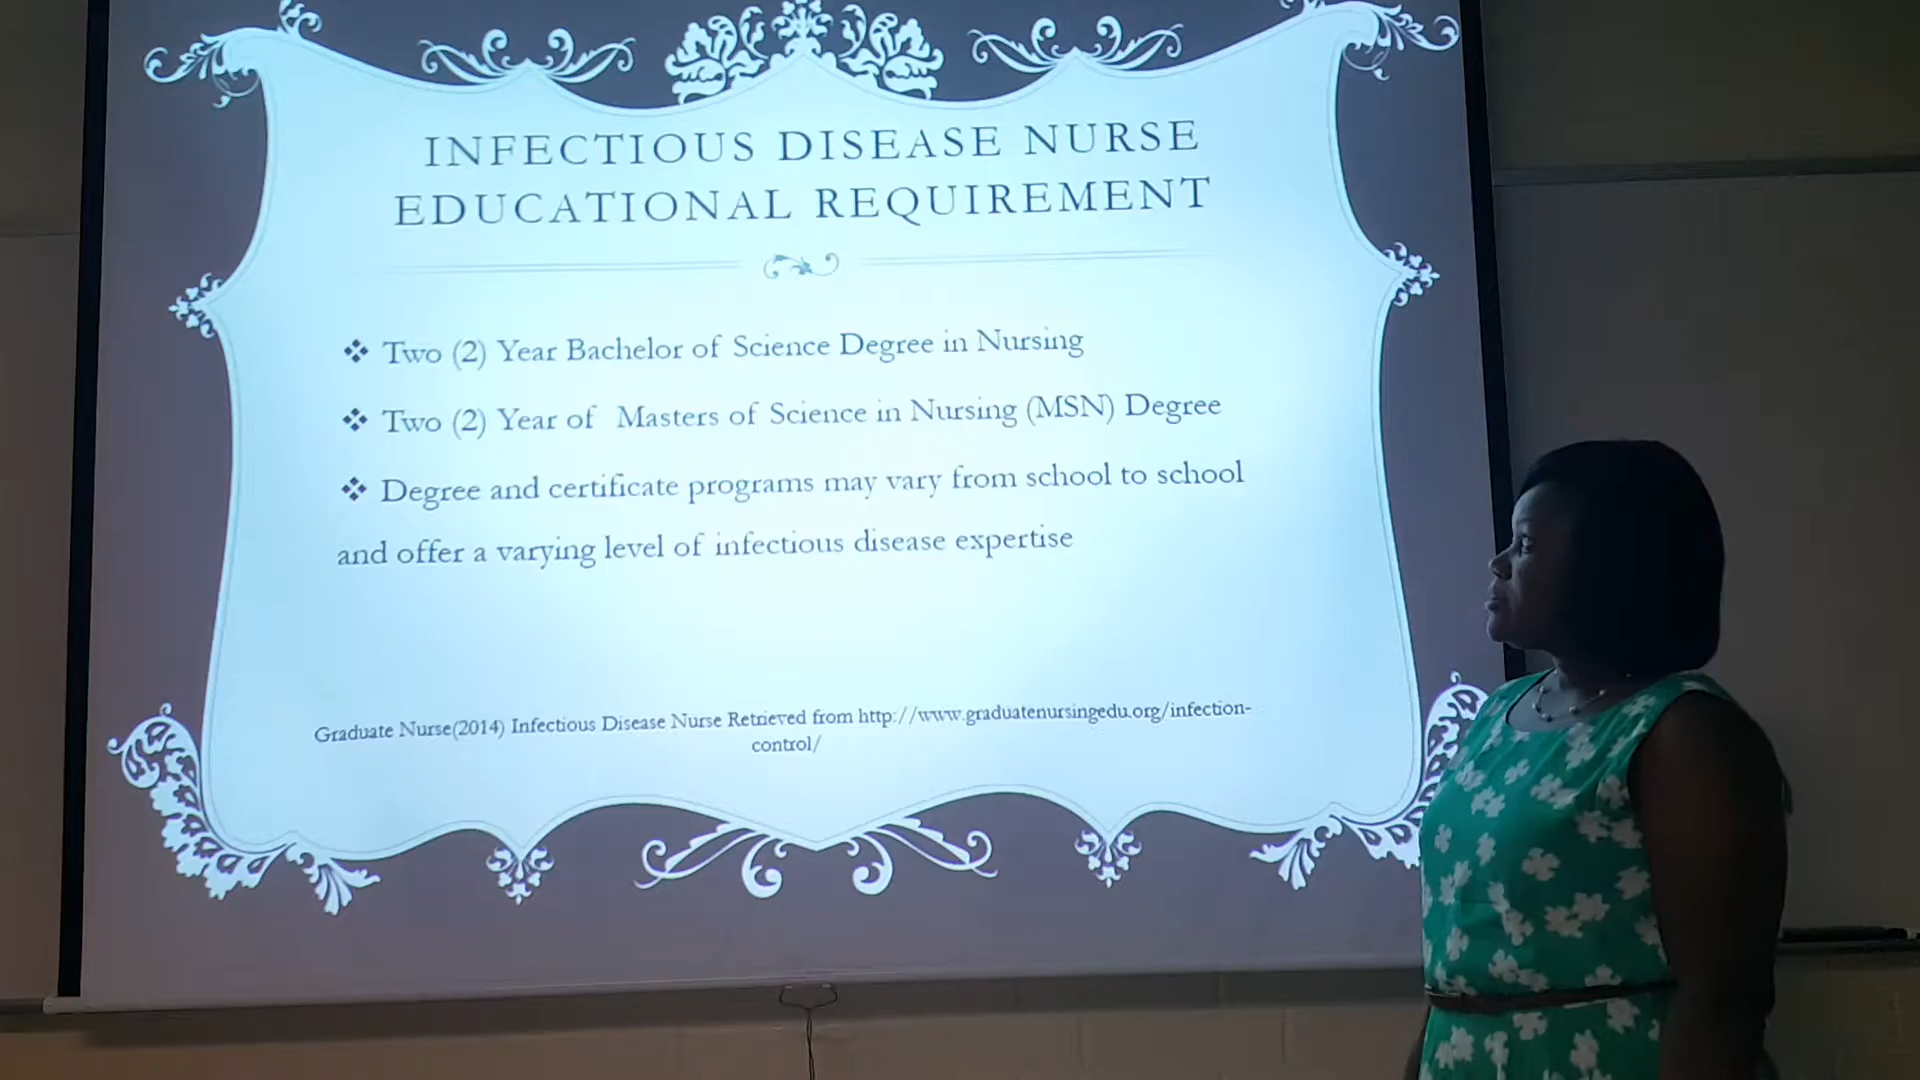 INFECTIOUS DISEASE NURSE
EDUCATIONAL REQUIREMENT
❖ Two (2) Year Bachelor of Science Degree in Nursing
❖ Two (2) Year of Masters of Science in Nursing (MSN) Degree
❖ Degree and certificate programs may vary from school to school
and offer a varying level of infectious disease expertise
Graduate Nurse(2014) Infectious Disease Nurse Retrieved from http://www.graduatenursingedu.org/infection-
control/